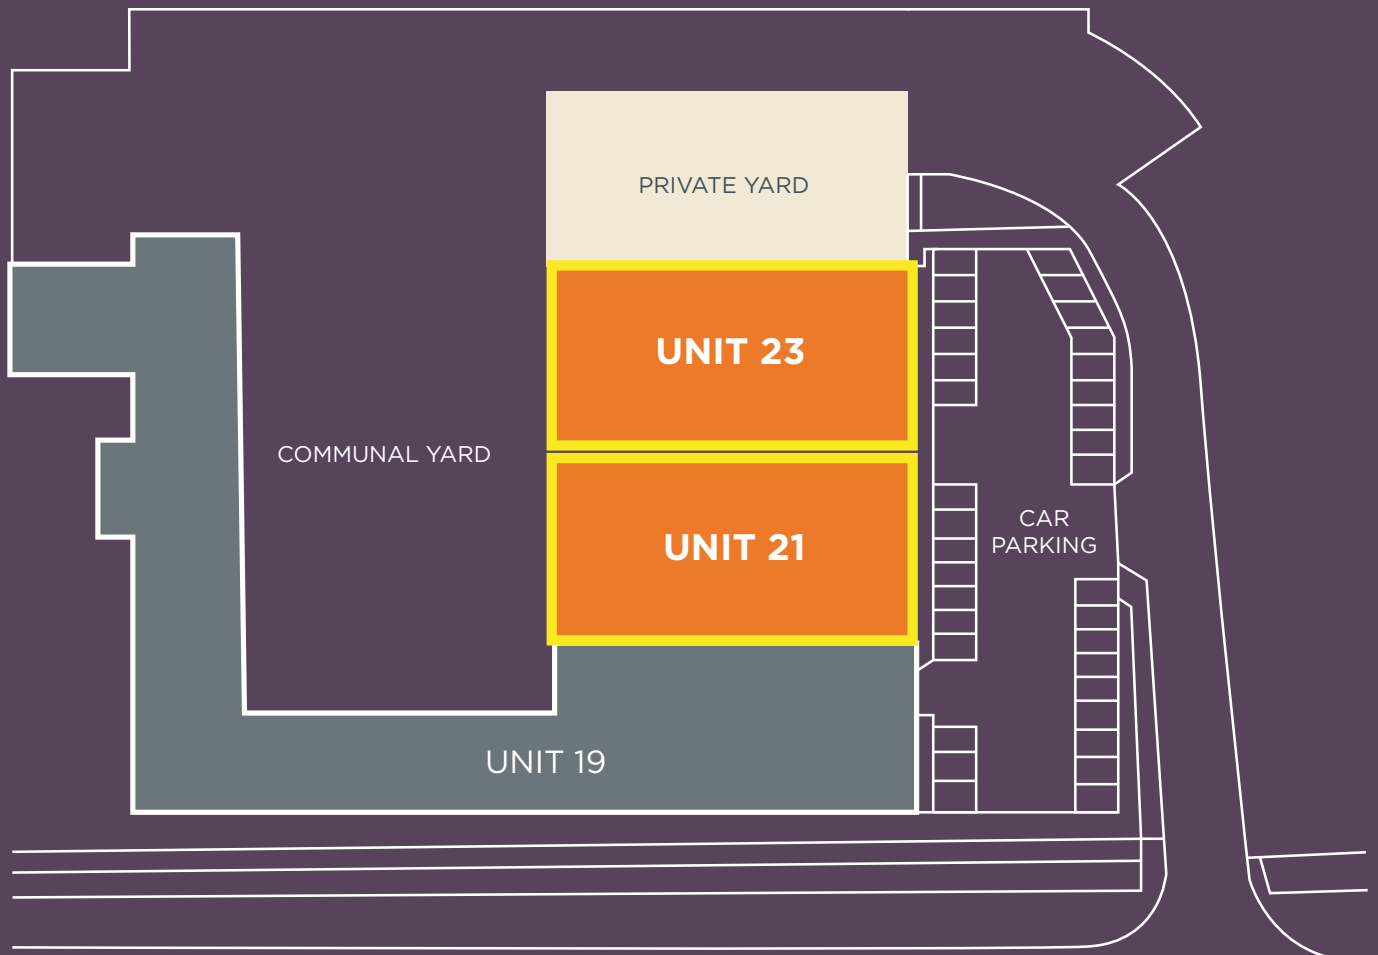 PRIVATE YARD
UNIT 23
COMMUNAL YARD
CAR
PARKING
UNIT 21
UNIT 19